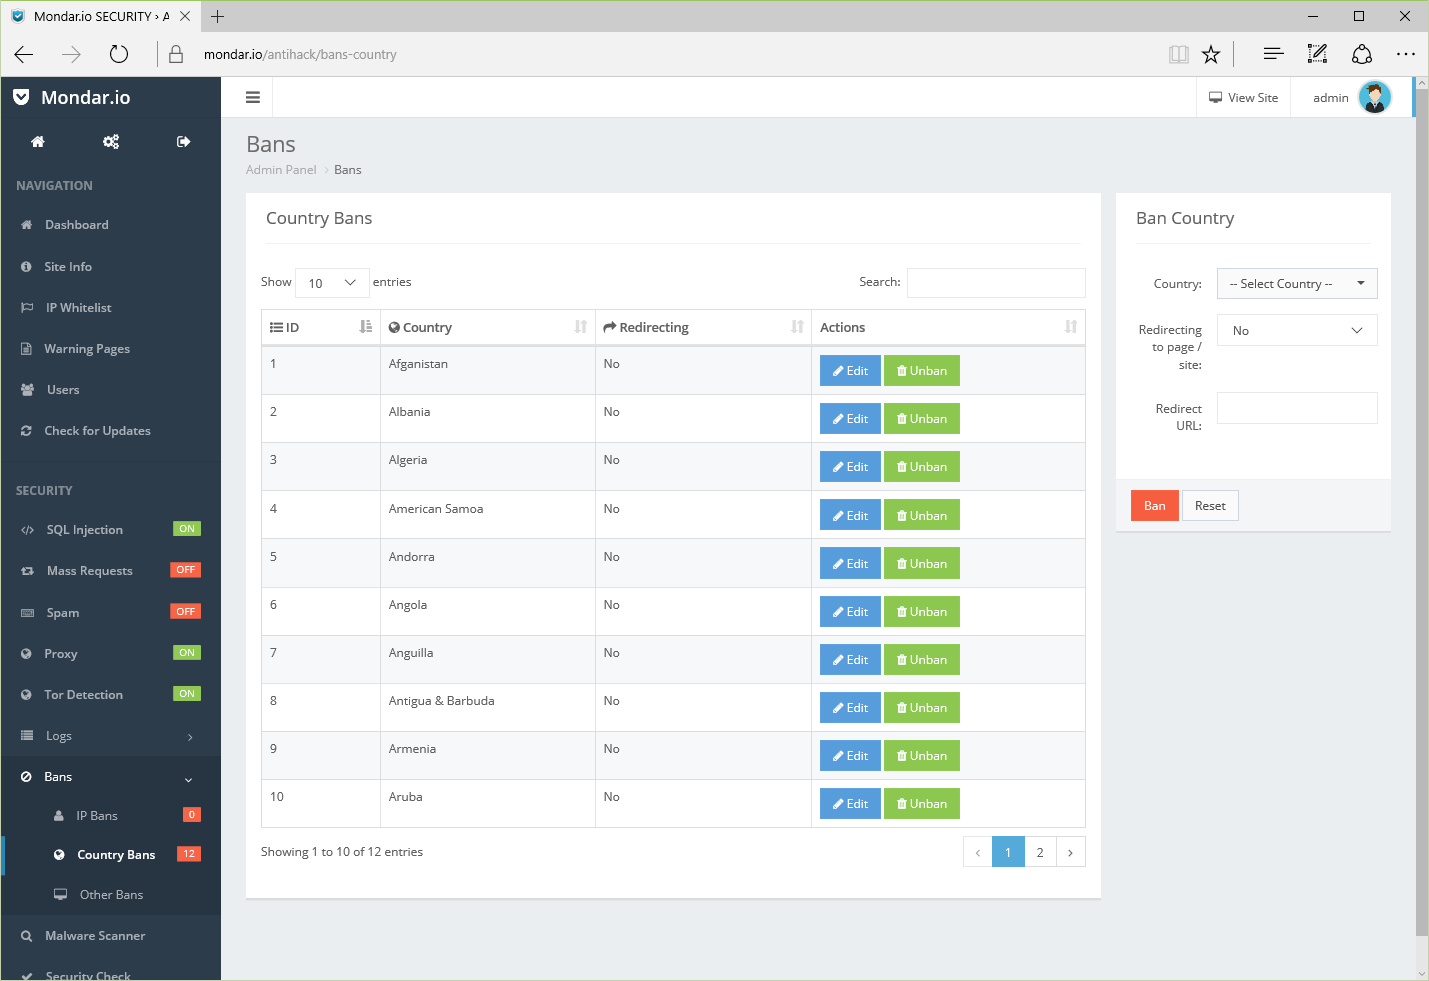 Mondar.io SECURITY › A
mondar.io/antihack/bans-country
Mondar.io
View Site
admin
NAVIGATION
Dashboard
Site Info
IP Whitelist
Warning Pages
Users
Check for Updates
SECURITY
SQL Injection ON
Mass Requests OFF
Spam OFF
Proxy ON
Tor Detection ON
Logs
Bans
IP Bans 0
Country Bans 12
Other Bans
Malware Scanner
Security Check
Bans
Admin Panel › Bans
Country Bans
Show 10 entries
Search:
ID Country Redirecting Actions
1 Afganistan No Edit Unban
2 Albania No Edit Unban
3 Algeria No Edit Unban
4 American Samoa No Edit Unban
5 Andorra No Edit Unban
6 Angola No Edit Unban
7 Anguilla No Edit Unban
8 Antigua & Barbuda No Edit Unban
9 Armenia No Edit Unban
10 Aruba No Edit Unban
Showing 1 to 10 of 12 entries
‹ 1 2 ›
Ban Country
Country: -- Select Country --
Redirecting No
to page /
site:
Redirect
URL:
Ban Reset